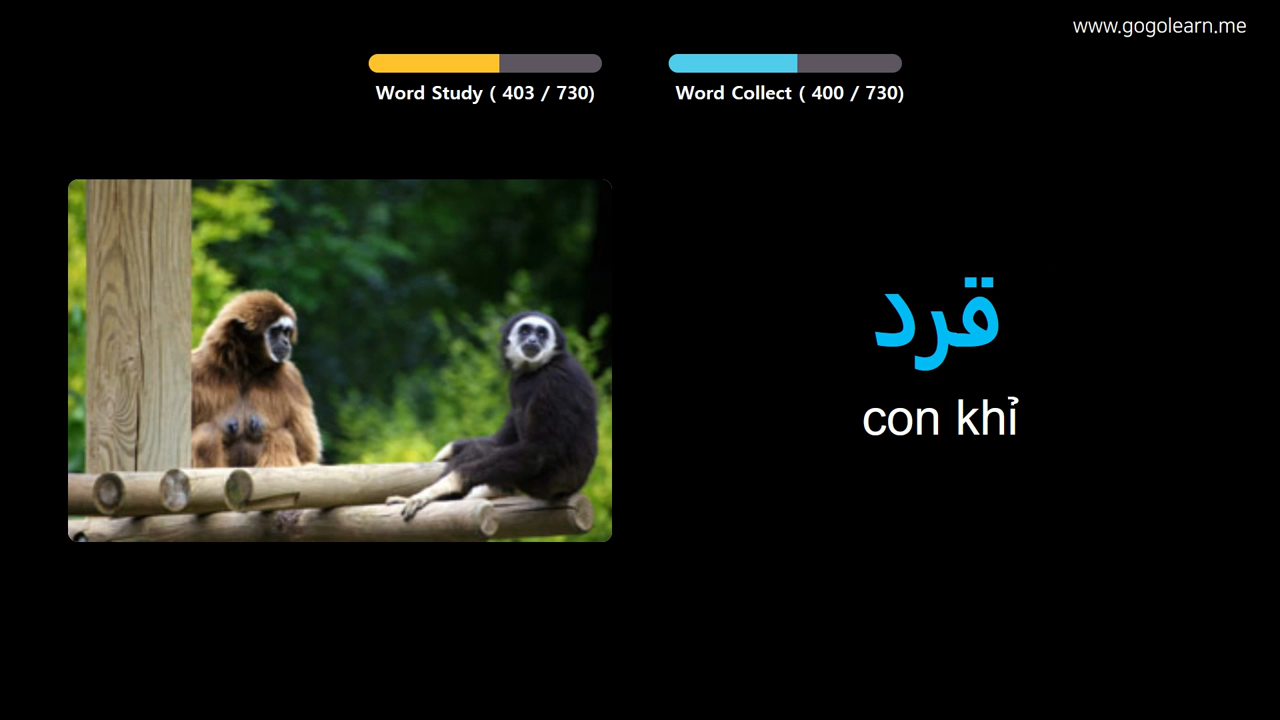 www.gogolearn.me
Word Study ( 403 / 730)
Word Collect ( 400 / 730)
قرد
con khỉ